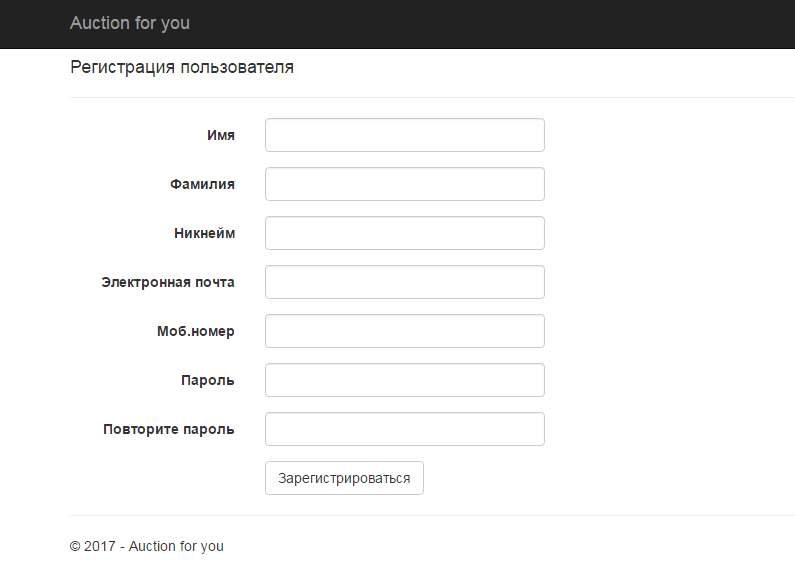 Auction for you
Регистрация пользователя
Имя
Фамилия
Никнейм
Электронная почта
Моб.номер
Пароль
Повторите пароль
Зарегистрироваться
© 2017 - Auction for you